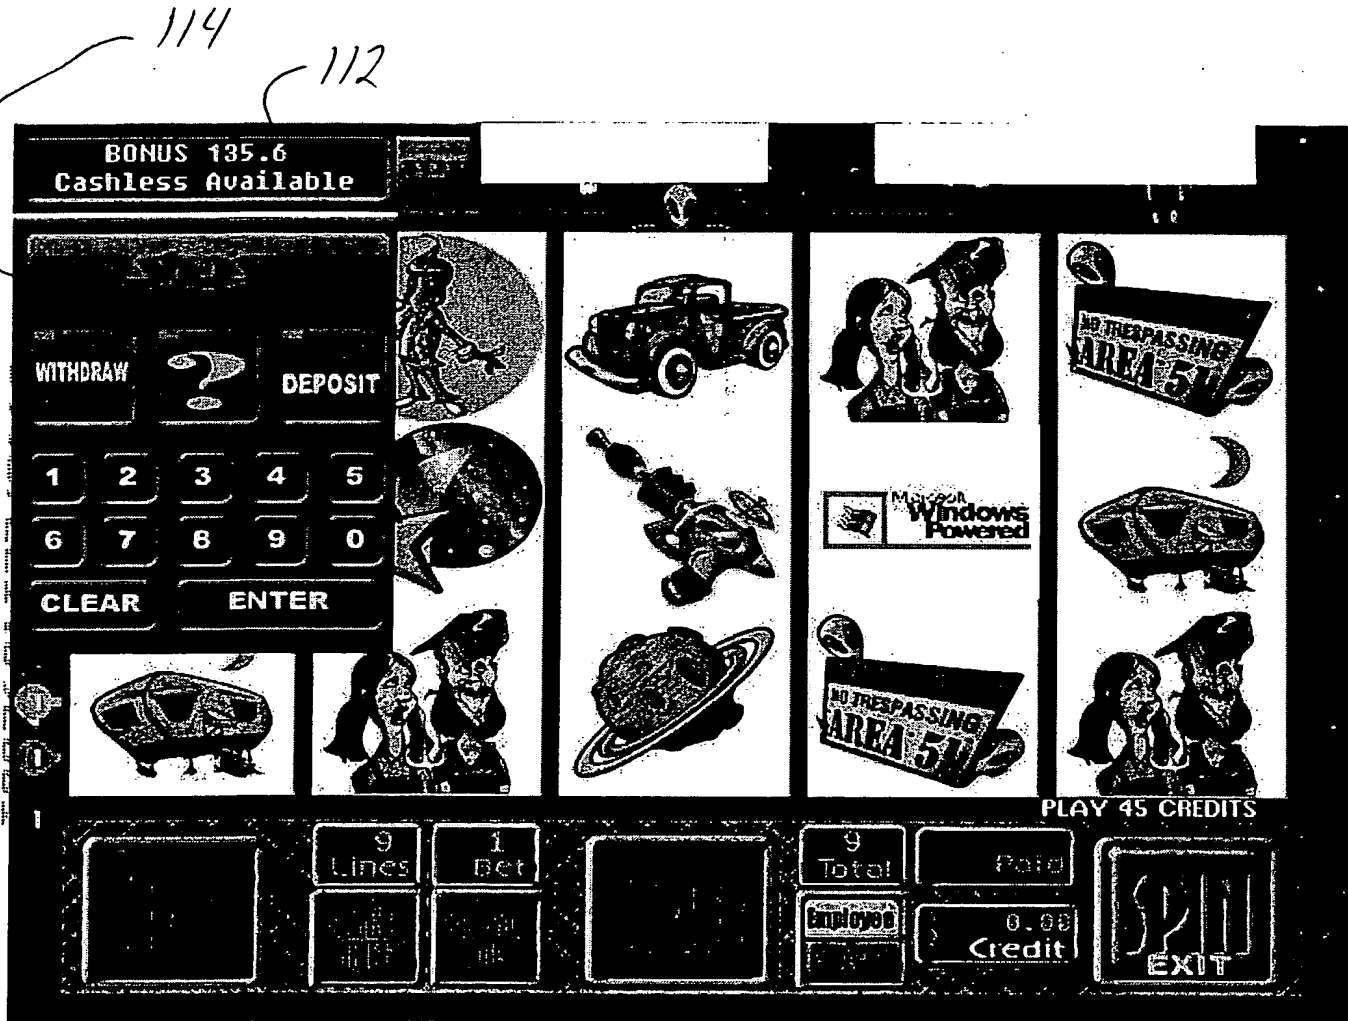 114
112
BONUS 135.6
Cashless Available
WITHDRAW
?
DEPOSIT
NO TRESPASSING
AREA 51!
1 2 3 4 5
6 7 8 9 0
Microsoft
Windows
Powered
CLEAR ENTER
NO TRESPASSING
AREA 51!
PLAY 45 CREDITS
9
Lines
1
Bet
9
Total
Paid
Employee
0.00
Credit
SPIN
EXIT